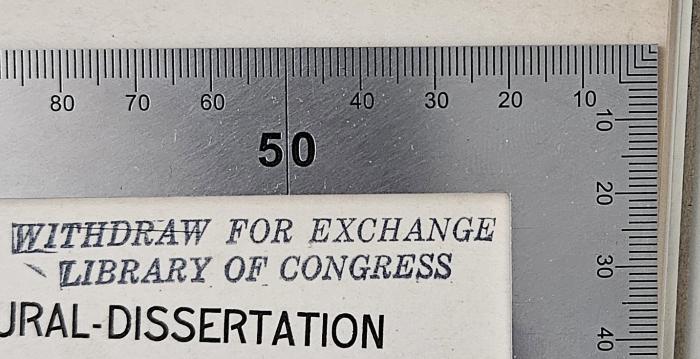 80 70 60 40 30 20 10
50
10
20
30
40
WITHDRAW FOR EXCHANGE
LIBRARY OF CONGRESS
URAL-DISSERTATION